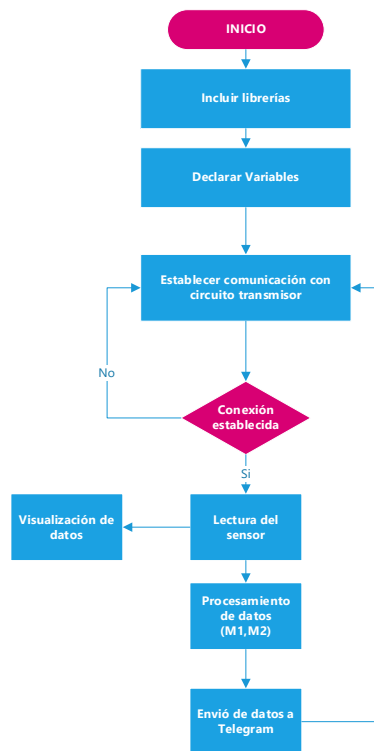 INICIO
Incluir librerías
Declarar Variables
Establecer comunicación con
circuito transmisor
No
Conexión
establecida
Si
Visualización de
datos
Lectura del
sensor
Procesamiento
de datos
(M1,M2)
Envió de datos a
Telegram